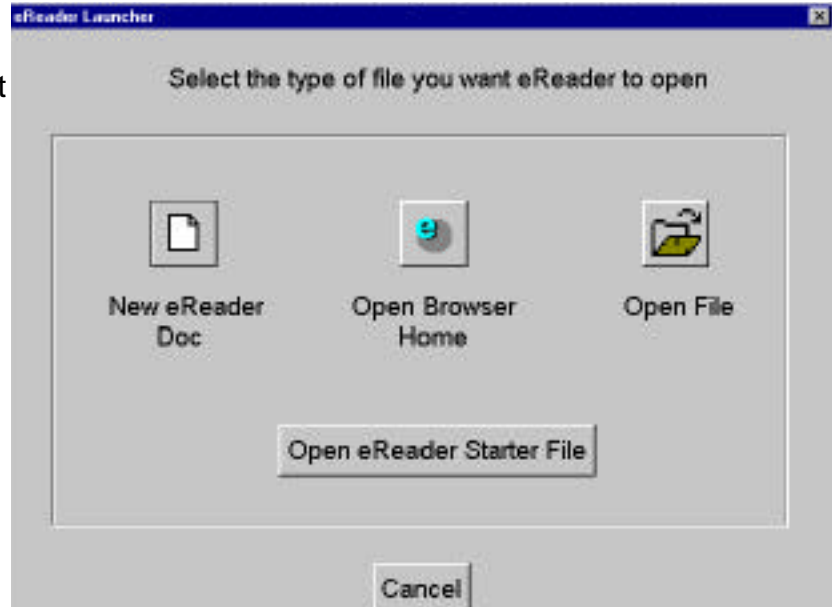 eReader Launcher
t
Select the type of file you want eReader to open
New eReader
Doc
Open Browser
Home
Open File
Open eReader Starter File
Cancel